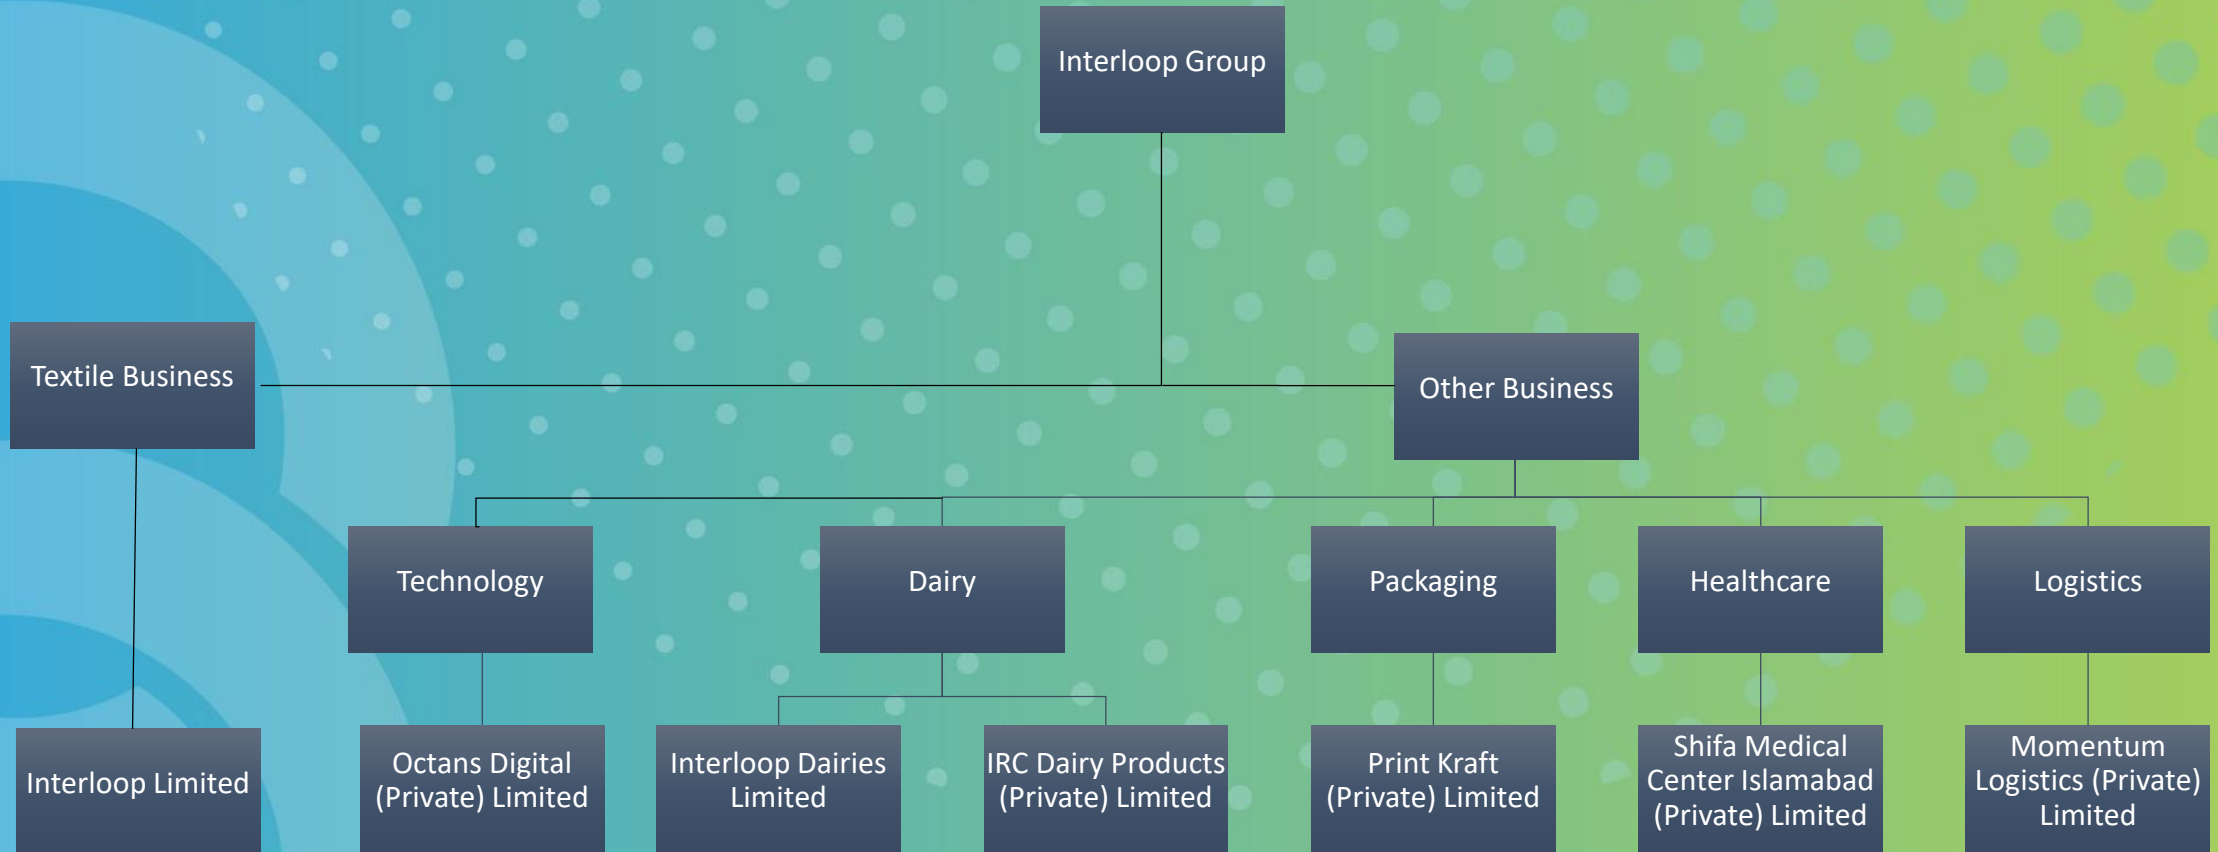 Interloop Group
Textile Business
Other Business
Technology
Dairy
Packaging
Healthcare
Logistics
Interloop Limited
Octans Digital
(Private) Limited
Interloop Dairies
Limited
IRC Dairy Products
(Private) Limited
Print Kraft
(Private) Limited
Shifa Medical
Center Islamabad
(Private) Limited
Momentum
Logistics (Private)
Limited